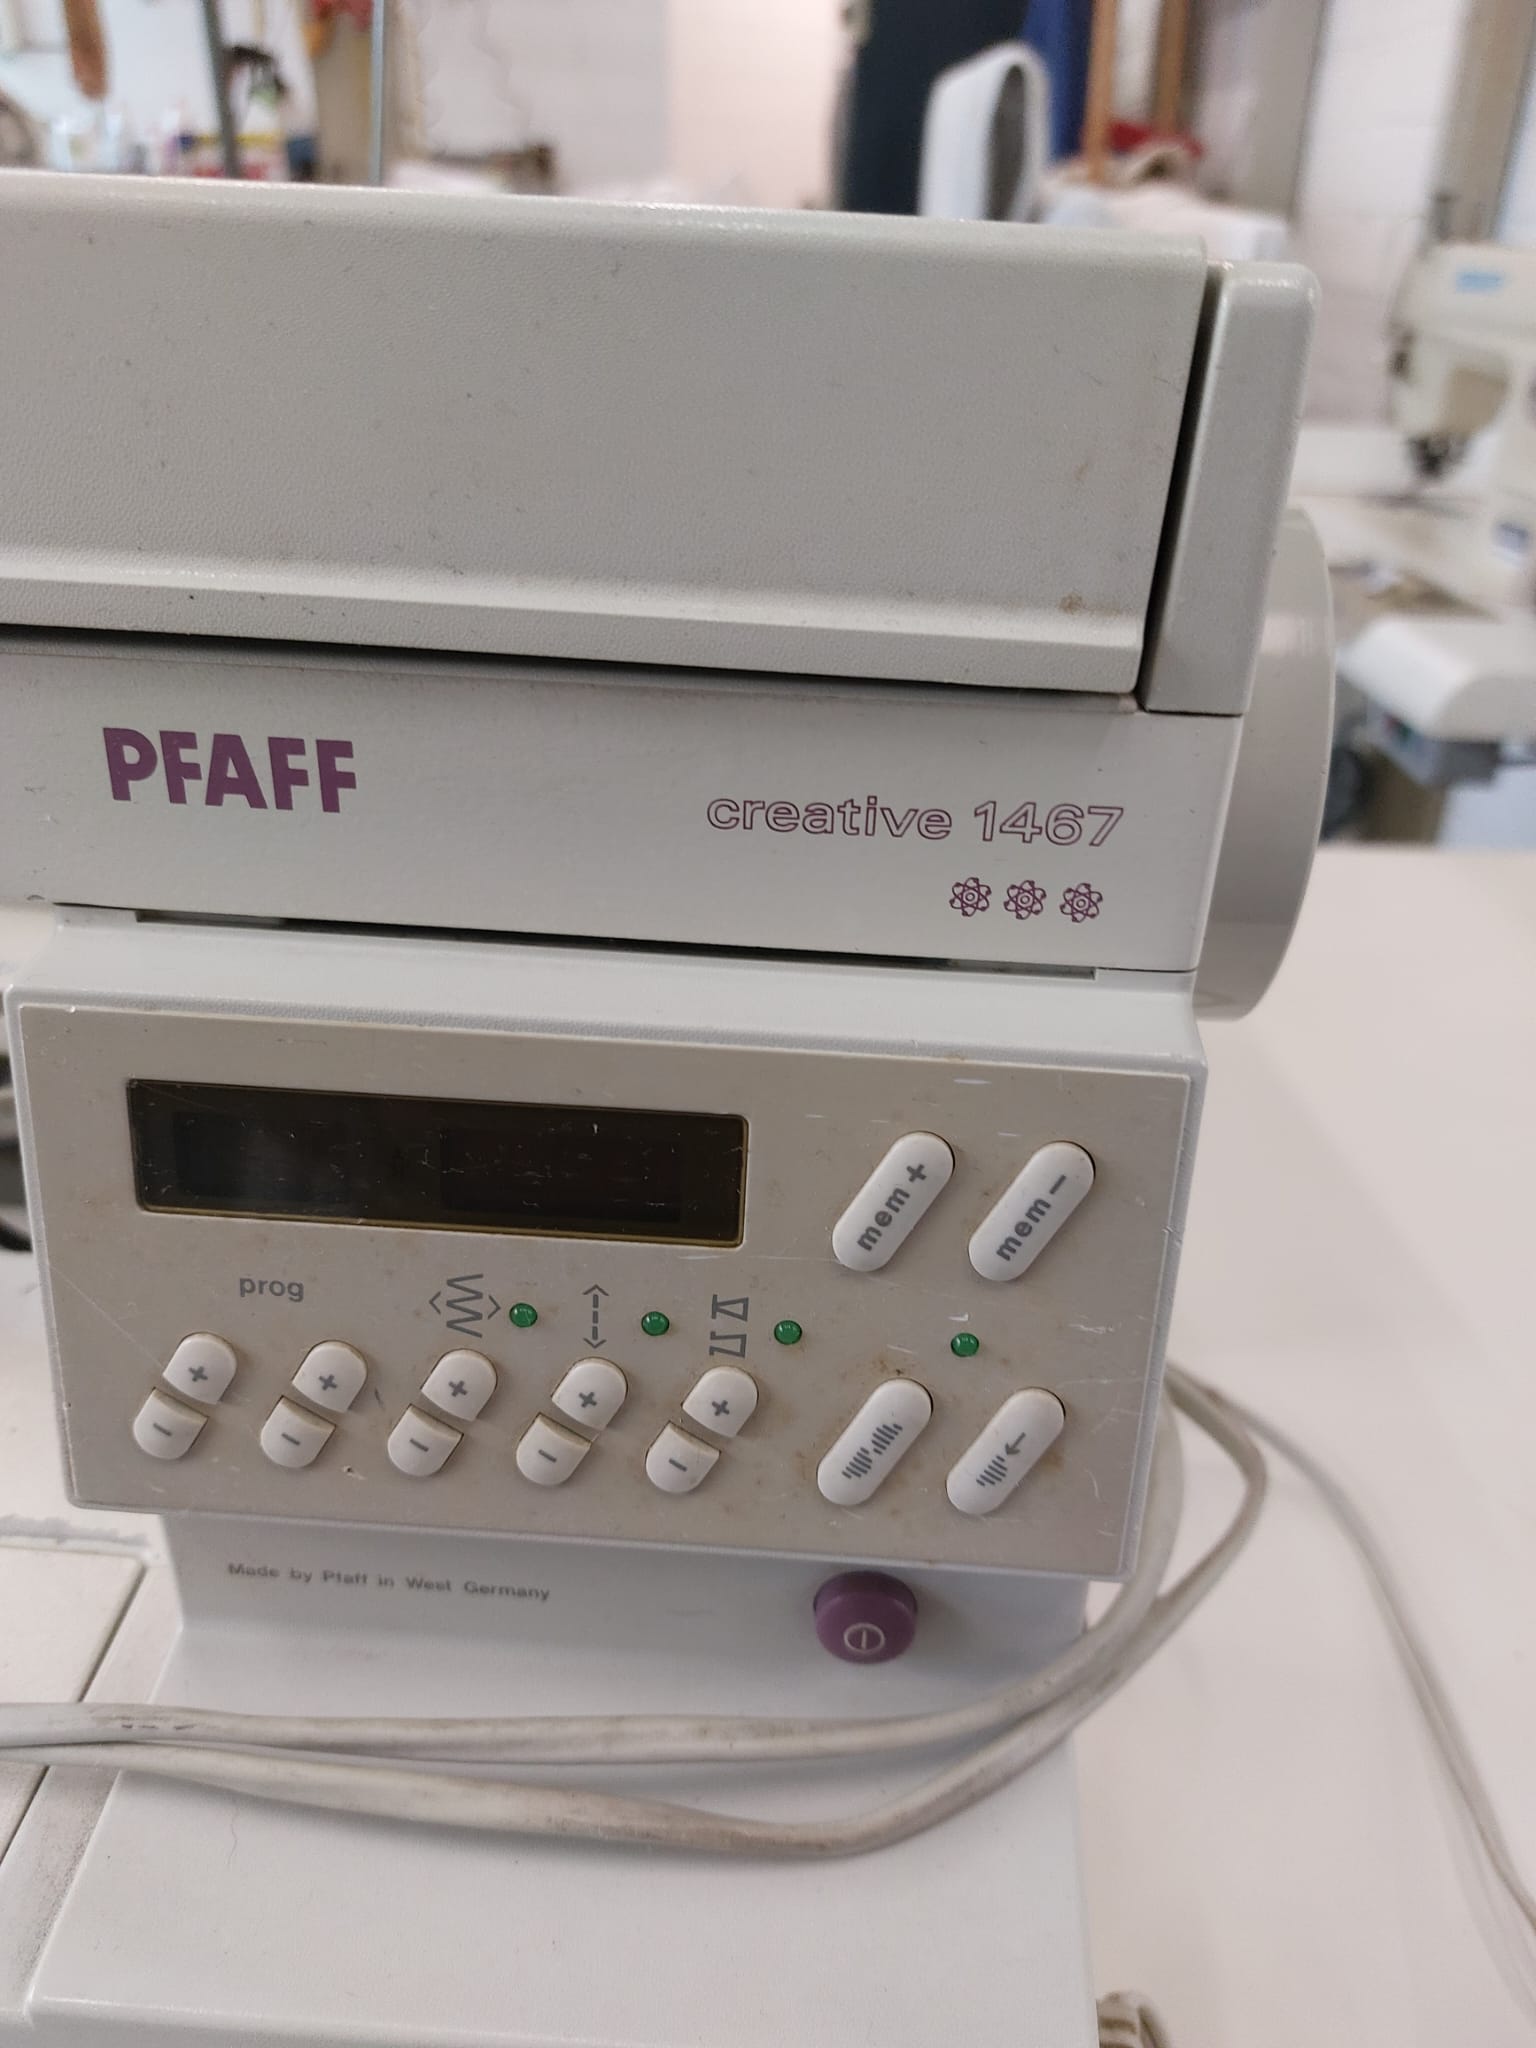 PFAFF
creative 1467
mem+
mem−
prog
+
+
+
+
+
−
−
−
−
−
Made by Pfaff in West Germany